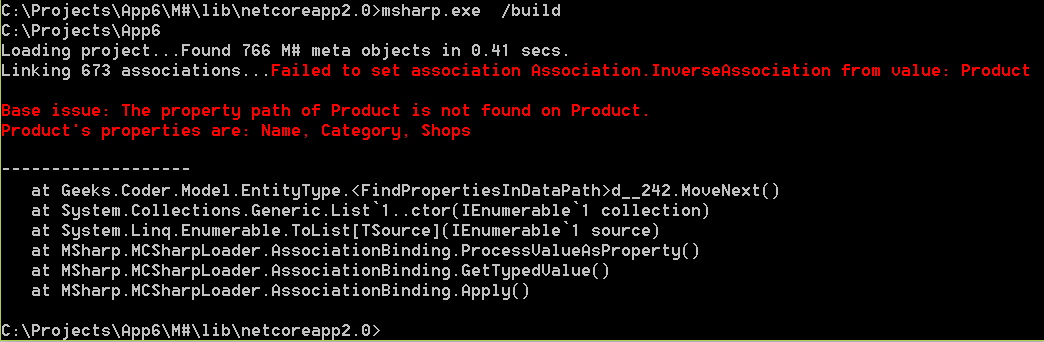 C:\Projects\App6\M#\lib\netcoreapp2.0>msharp.exe  /build
C:\Projects\App6
Loading project...Found 766 M# meta objects in 0.41 secs.
Linking 673 associations...Failed to set association Association.InverseAssociation from value: Product
Base issue: The property path of Product is not found on Product.
Product's properties are: Name, Category, Shops
-------------------
   at Geeks.Coder.Model.EntityType.<FindPropertiesInDataPath>d__242.MoveNext()
   at System.Collections.Generic.List`1..ctor(IEnumerable`1 collection)
   at System.Linq.Enumerable.ToList[TSource](IEnumerable`1 source)
   at MSharp.MCSharpLoader.AssociationBinding.ProcessValueAsProperty()
   at MSharp.MCSharpLoader.AssociationBinding.GetTypedValue()
   at MSharp.MCSharpLoader.AssociationBinding.Apply()
C:\Projects\App6\M#\lib\netcoreapp2.0>